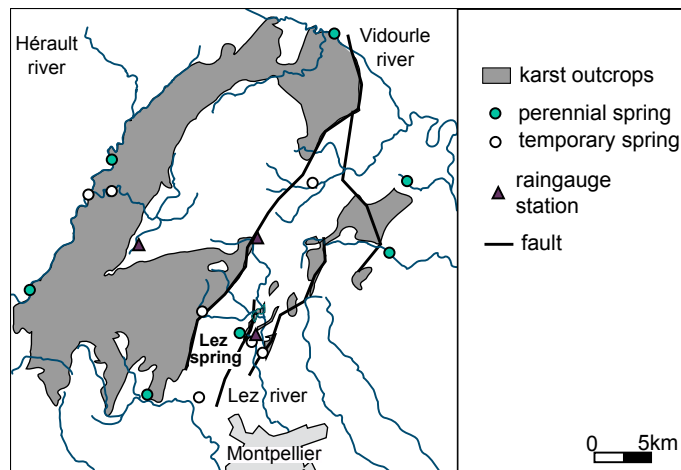 Hérault
river
Vidourle
river
Lez
spring
Lez river
Montpellier
karst outcrops
perennial spring
temporary spring
raingauge
station
fault
0 5km